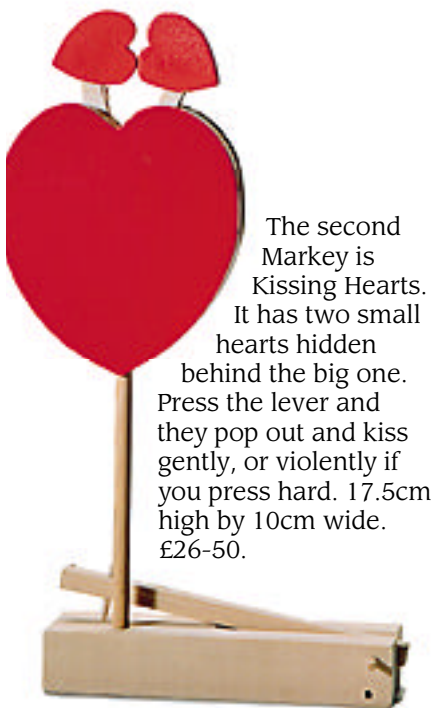 The second
Markey is
Kissing Hearts.
It has two small
hearts hidden
behind the big one.
Press the lever and
they pop out and kiss
gently, or violently if
you press hard. 17.5cm
high by 10cm wide.
£26-50.